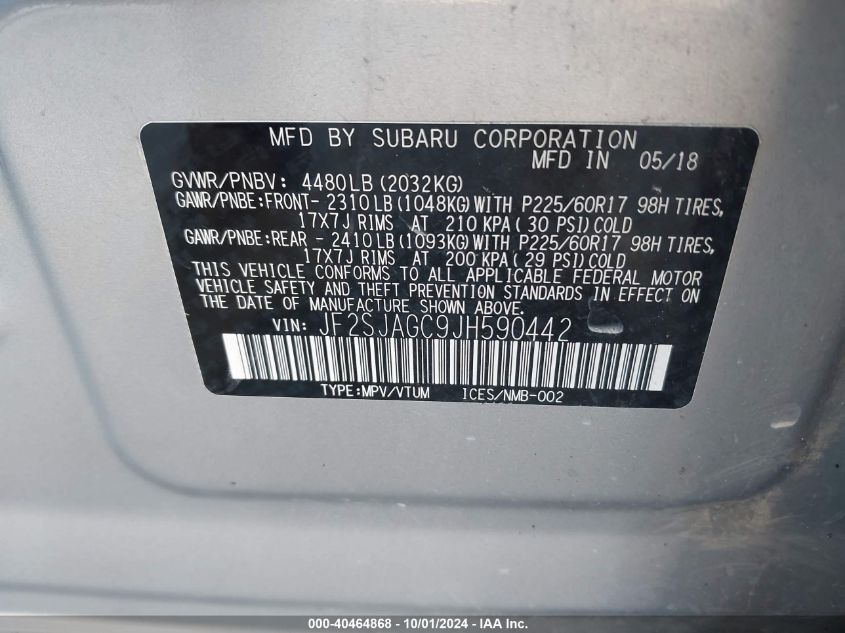 MFD BY SUBARU CORPORATION
MFD IN 05/18
GVWR/PNBV: 4480LB (2032KG)
GAWR/PNBE:FRONT- 2310LB (1048KG) WITH P225/60R17 98H TIRES,
17X7J RIMS AT 210 KPA ( 30 PSI) COLD
GAWR/PNBE:REAR - 2410LB (1093KG) WITH P225/60R17 98H TIRES,
17X7J RIMS AT 200 KPA (29 PSI) COLD
THIS VEHICLE CONFORMS TO ALL APPLICABLE FEDERAL MOTOR
VEHICLE SAFETY AND THEFT PREVENTION STANDARDS IN EFFECT ON
THE DATE OF MANUFACTURE SHOWN ABOVE.
VIN: JF2SJAGC9JH590442
TYPE:MPV/VTUM ICES/NMB-002
000-40464868 - 10/01/2024 - IAA Inc.